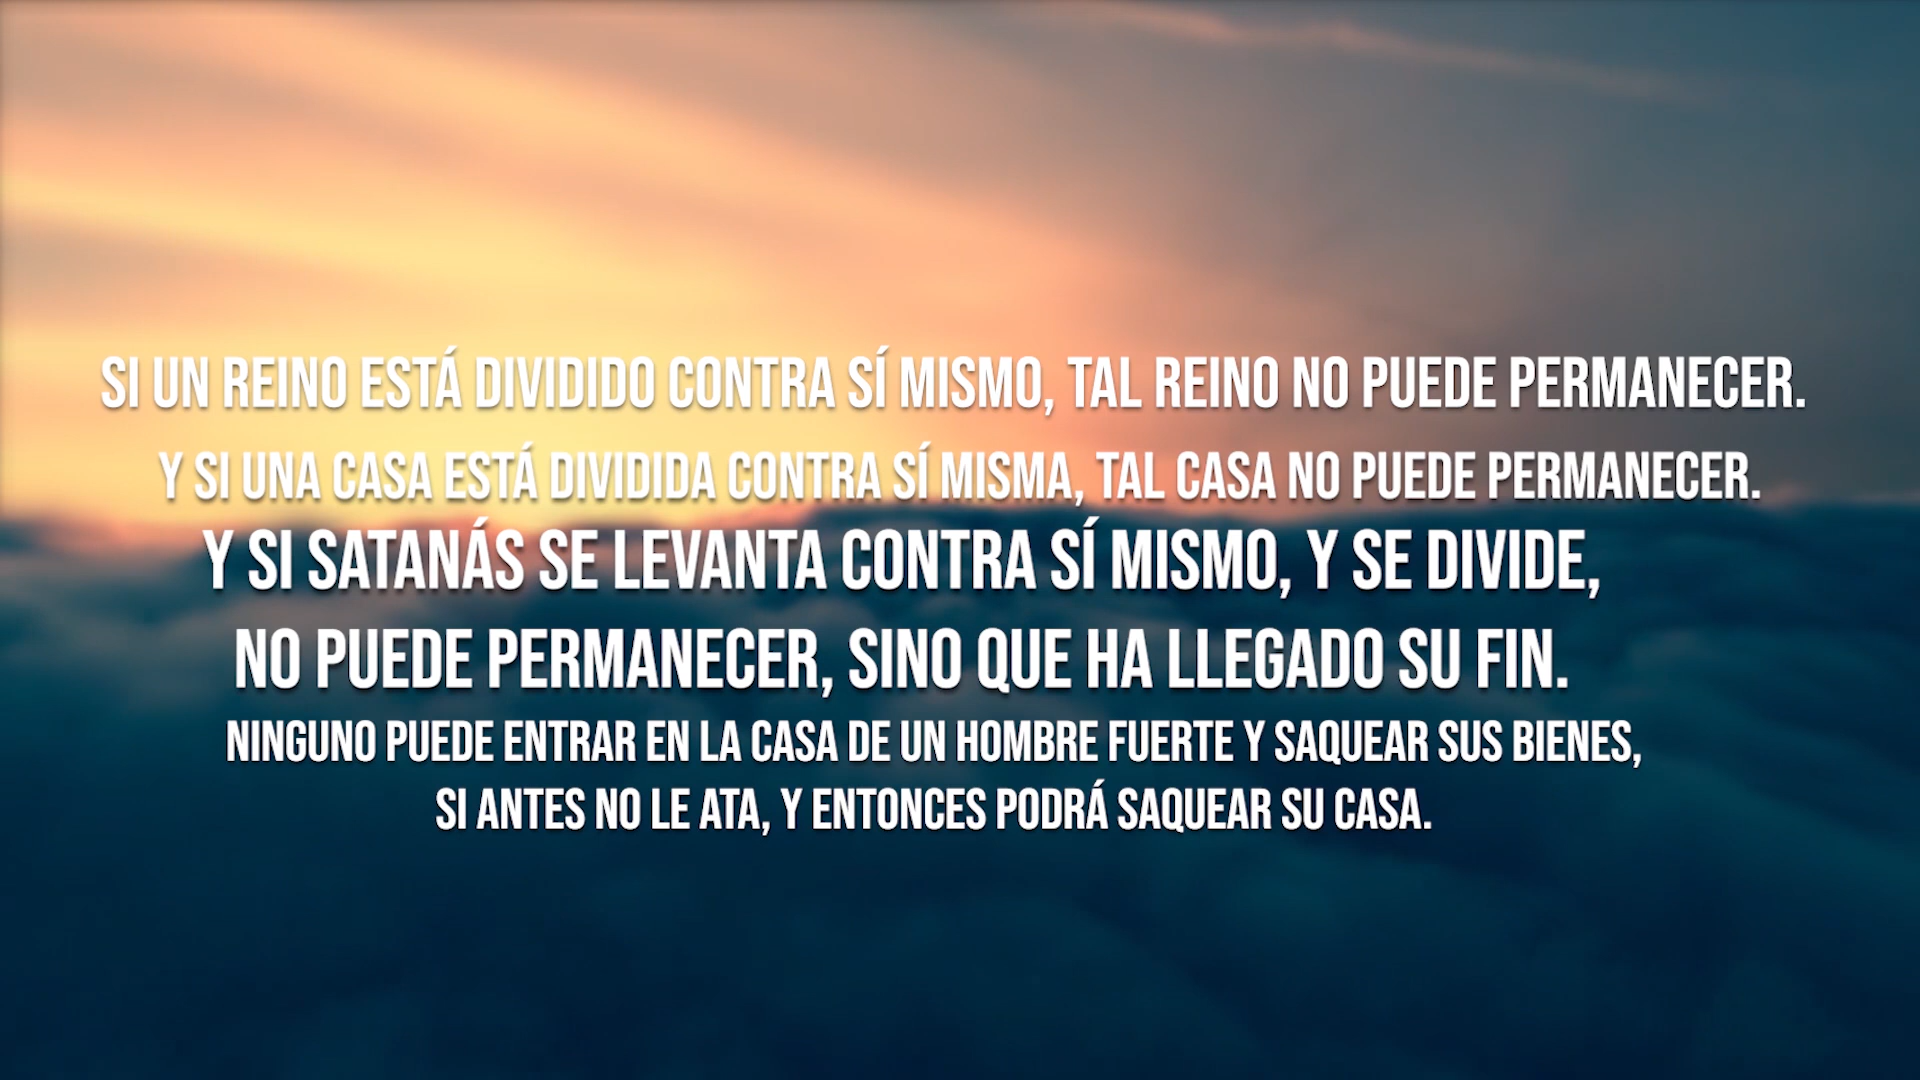 SI UN REINO ESTÁ DIVIDIDO CONTRA SÍ MISMO, TAL REINO NO PUEDE PERMANECER.
Y SI UNA CASA ESTÁ DIVIDIDA CONTRA SÍ MISMA, TAL CASA NO PUEDE PERMANECER.
Y SI SATANÁS SE LEVANTA CONTRA SÍ MISMO, Y SE DIVIDE,
NO PUEDE PERMANECER, SINO QUE HA LLEGADO SU FIN.
NINGUNO PUEDE ENTRAR EN LA CASA DE UN HOMBRE FUERTE Y SAQUEAR SUS BIENES,
SI ANTES NO LE ATA, Y ENTONCES PODRÁ SAQUEAR SU CASA.